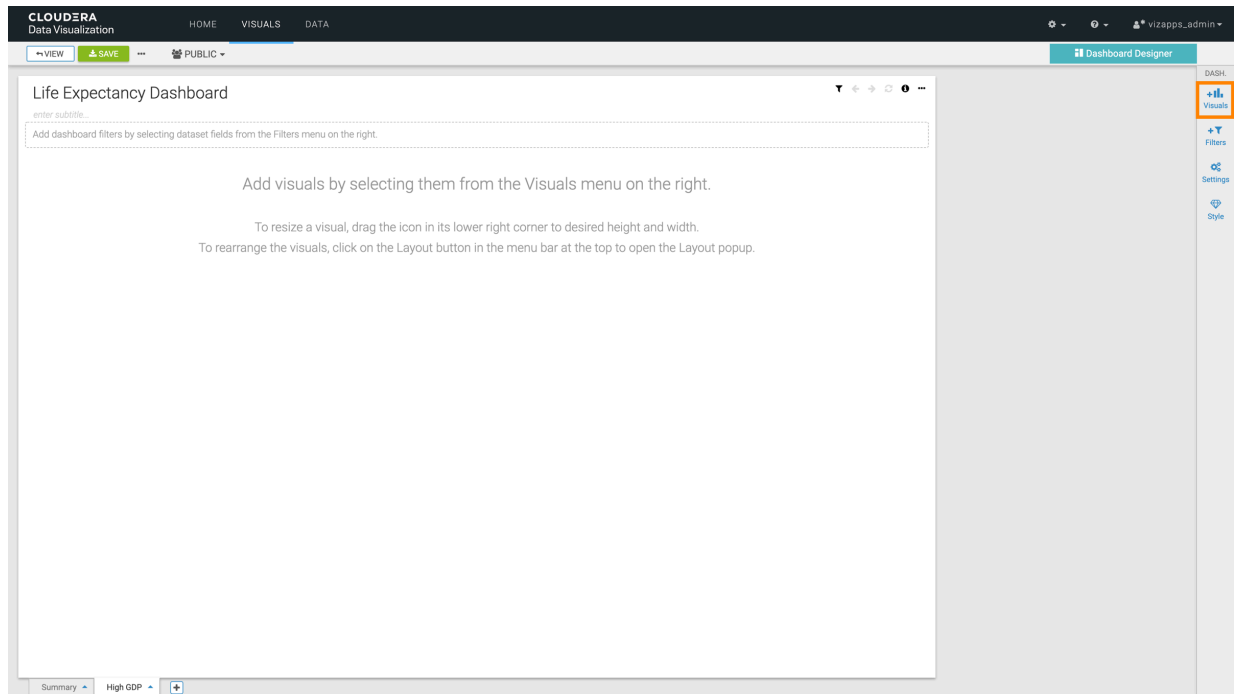 CLOUDERA
Data Visualization
HOME VISUALS DATA
vizapps_admin
VIEW SAVE PUBLIC
Dashboard Designer
DASH.
Visuals
Filters
Settings
Style
Life Expectancy Dashboard
enter subtitle...
Add dashboard filters by selecting dataset fields from the Filters menu on the right.
Add visuals by selecting them from the Visuals menu on the right.
To resize a visual, drag the icon in its lower right corner to desired height and width.
To rearrange the visuals, click on the Layout button in the menu bar at the top to open the Layout popup.
Summary High GDP